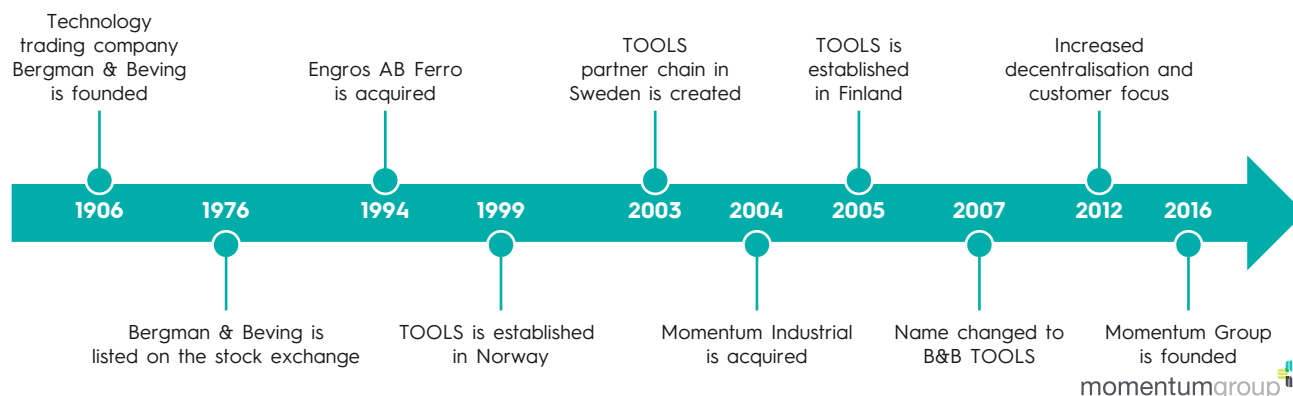 Technology
trading company
Bergman & Beving
is founded
Engros AB Ferro
is acquired
TOOLS
partner chain in
Sweden is created
TOOLS is
established
in Finland
Increased
decentralisation and
customer focus
1906
1976
1994
1999
2003
2004
2005
2007
2012
2016
Bergman & Beving is
listed on the stock exchange
TOOLS is established
in Norway
Momentum Industrial
is acquired
Name changed to
B&B TOOLS
Momentum Group
is founded
momentumgroup